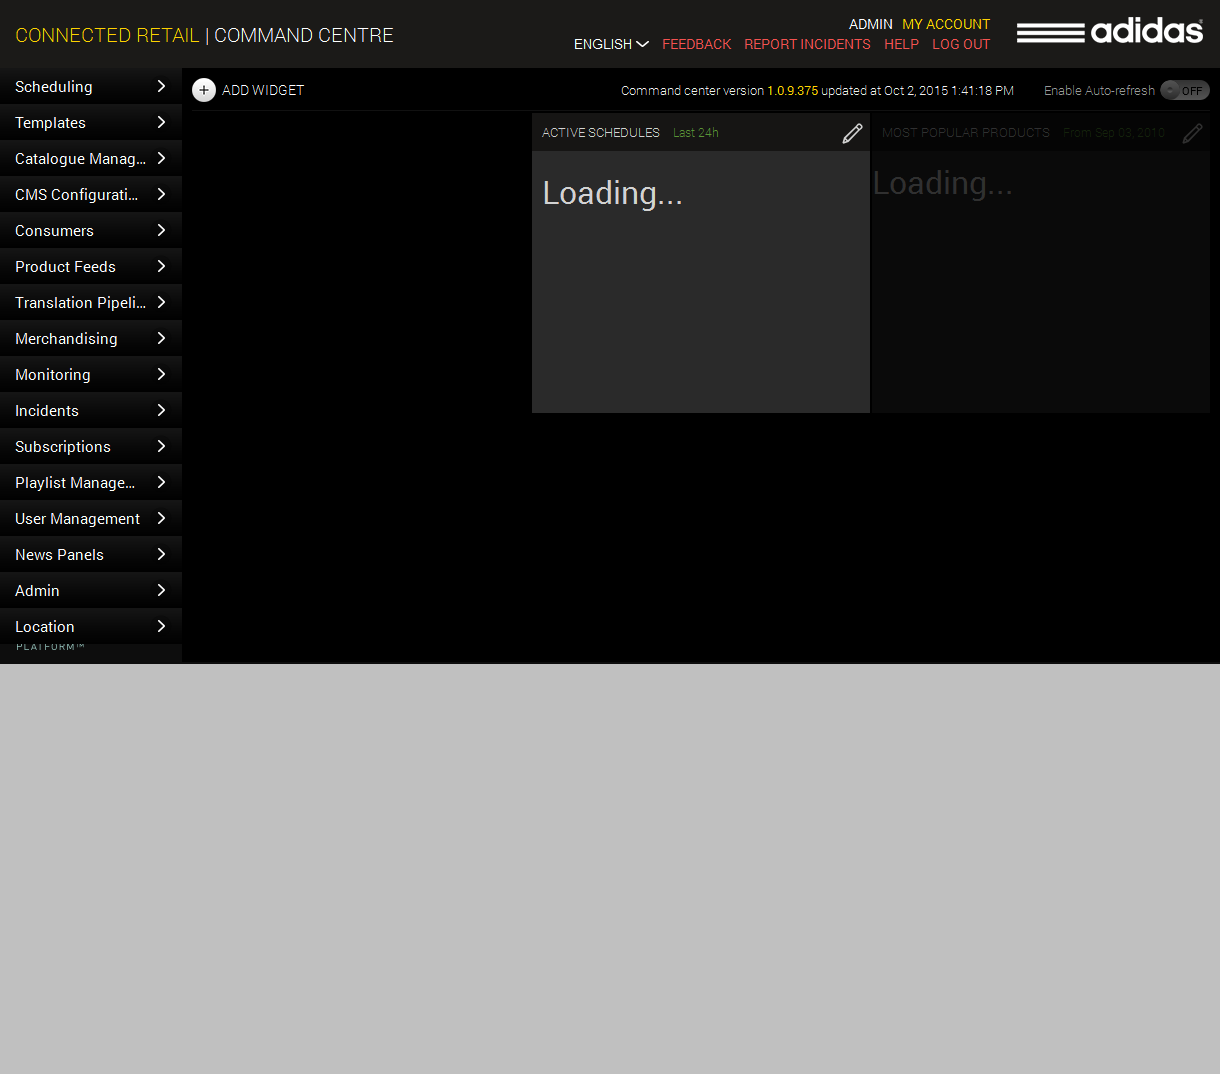 CONNECTED RETAIL | COMMAND CENTRE
ADMIN MY ACCOUNT
ENGLISH FEEDBACK REPORT INCIDENTS HELP LOG OUT
adidas
Scheduling
Templates
Catalogue Manag...
CMS Configurati...
Consumers
Product Feeds
Translation Pipeli...
Merchandising
Monitoring
Incidents
Subscriptions
Playlist Manage...
User Management
News Panels
Admin
Location
PLATFORM™
ADD WIDGET
Command center version 1.0.9.375 updated at Oct 2, 2015 1:41:18 PM
Enable Auto-refresh OFF
ACTIVE SCHEDULES Last 24h
Loading...
MOST POPULAR PRODUCTS From Sep 03, 2010
Loading...